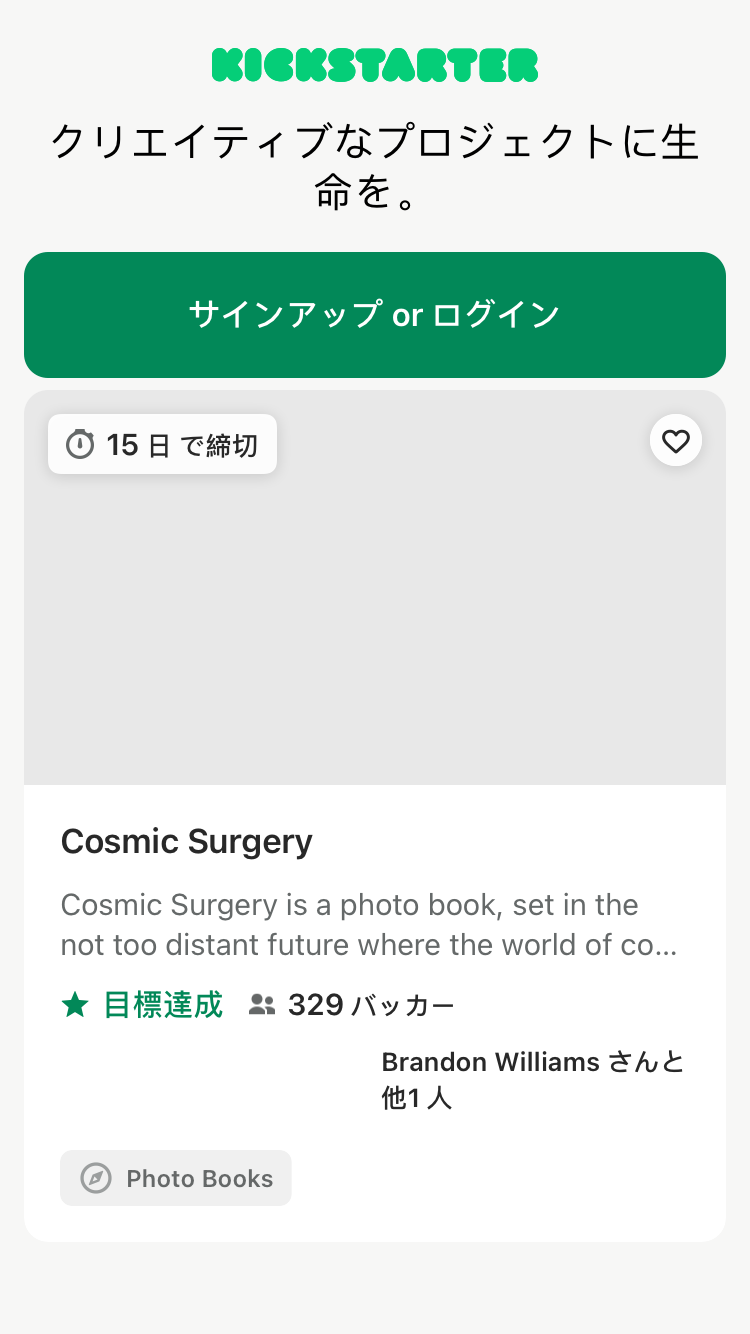 KICKSTARTER
クリエイティブなプロジェクトに生
命を。
サインアップ or ログイン
15 日 で締切
Cosmic Surgery
Cosmic Surgery is a photo book, set in the
not too distant future where the world of co...
目標達成 329 バッカー
Brandon Williams さんと
他1 人
Photo Books